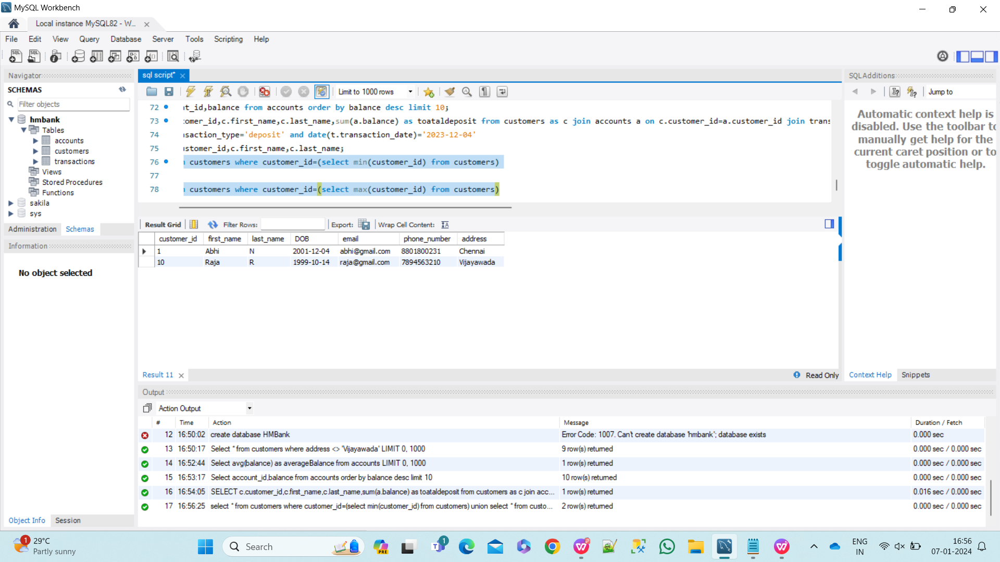 MySQL Workbench
Local instance MySQL82 - W...
File Edit View Query Database Server Tools Scripting Help
Navigator
SCHEMAS
Filter objects
hmbank
Tables
accounts
customers
transactions
Views
Stored Procedures
Functions
sakila
sys
Administration Schemas
Information
No object selected
Object Info Session
sql script*
Limit to 1000 rows
72 nt_id,balance from accounts order by balance desc limit 10;
73 tomer_id,c.first_name,c.last_name,sum(a.balance) as toataldeposit from customers as c join accounts a on c.customer_id=a.customer_id join trans
74 nsaction_type='deposit' and date(t.transaction_date)='2023-12-04'
75 ustomer_id,c.first_name,c.last_name;
76 customers where customer_id=(select min(customer_id) from customers)
77
78 customers where customer_id=(select max(customer_id) from customers)
Result Grid Filter Rows: Export: Wrap Cell Content:
customer_id first_name last_name DOB email phone_number address
1 Abhi N 2001-12-04 abhi@gmail.com 8801800231 Chennai
10 Raja R 1999-10-14 raja@gmail.com 7894563210 Vijayawada
Result 11
Read Only
SQLAdditions
Jump to
Automatic context help is
disabled. Use the toolbar to
manually get help for the
current caret position or to
toggle automatic help.
Context Help Snippets
Output
Action Output
# Time Action Message Duration / Fetch
12 16:50:02 create database HMBank Error Code: 1007. Can't create database 'hmbank'; database exists 0.000 sec
13 16:50:17 Select * from customers where address <> 'Vijayawada' LIMIT 0, 1000 9 row(s) returned 0.000 sec / 0.000 sec
14 16:52:44 Select avg(balance) as averageBalance from accounts LIMIT 0, 1000 1 row(s) returned 0.000 sec / 0.000 sec
15 16:53:17 Select account_id,balance from accounts order by balance desc limit 10 10 row(s) returned 0.000 sec / 0.000 sec
16 16:54:05 SELECT c.customer_id,c.first_name,c.last_name,sum(a.balance) as toataldeposit from customers as c join acc... 1 row(s) returned 0.016 sec / 0.000 sec
17 16:56:25 select * from customers where customer_id=(select min(customer_id) from customers) union select * from custo... 2 row(s) returned 0.000 sec / 0.000 sec
1
29°C
Partly sunny
Search
PRE
1
ENG
IN
16:56
07-01-2024